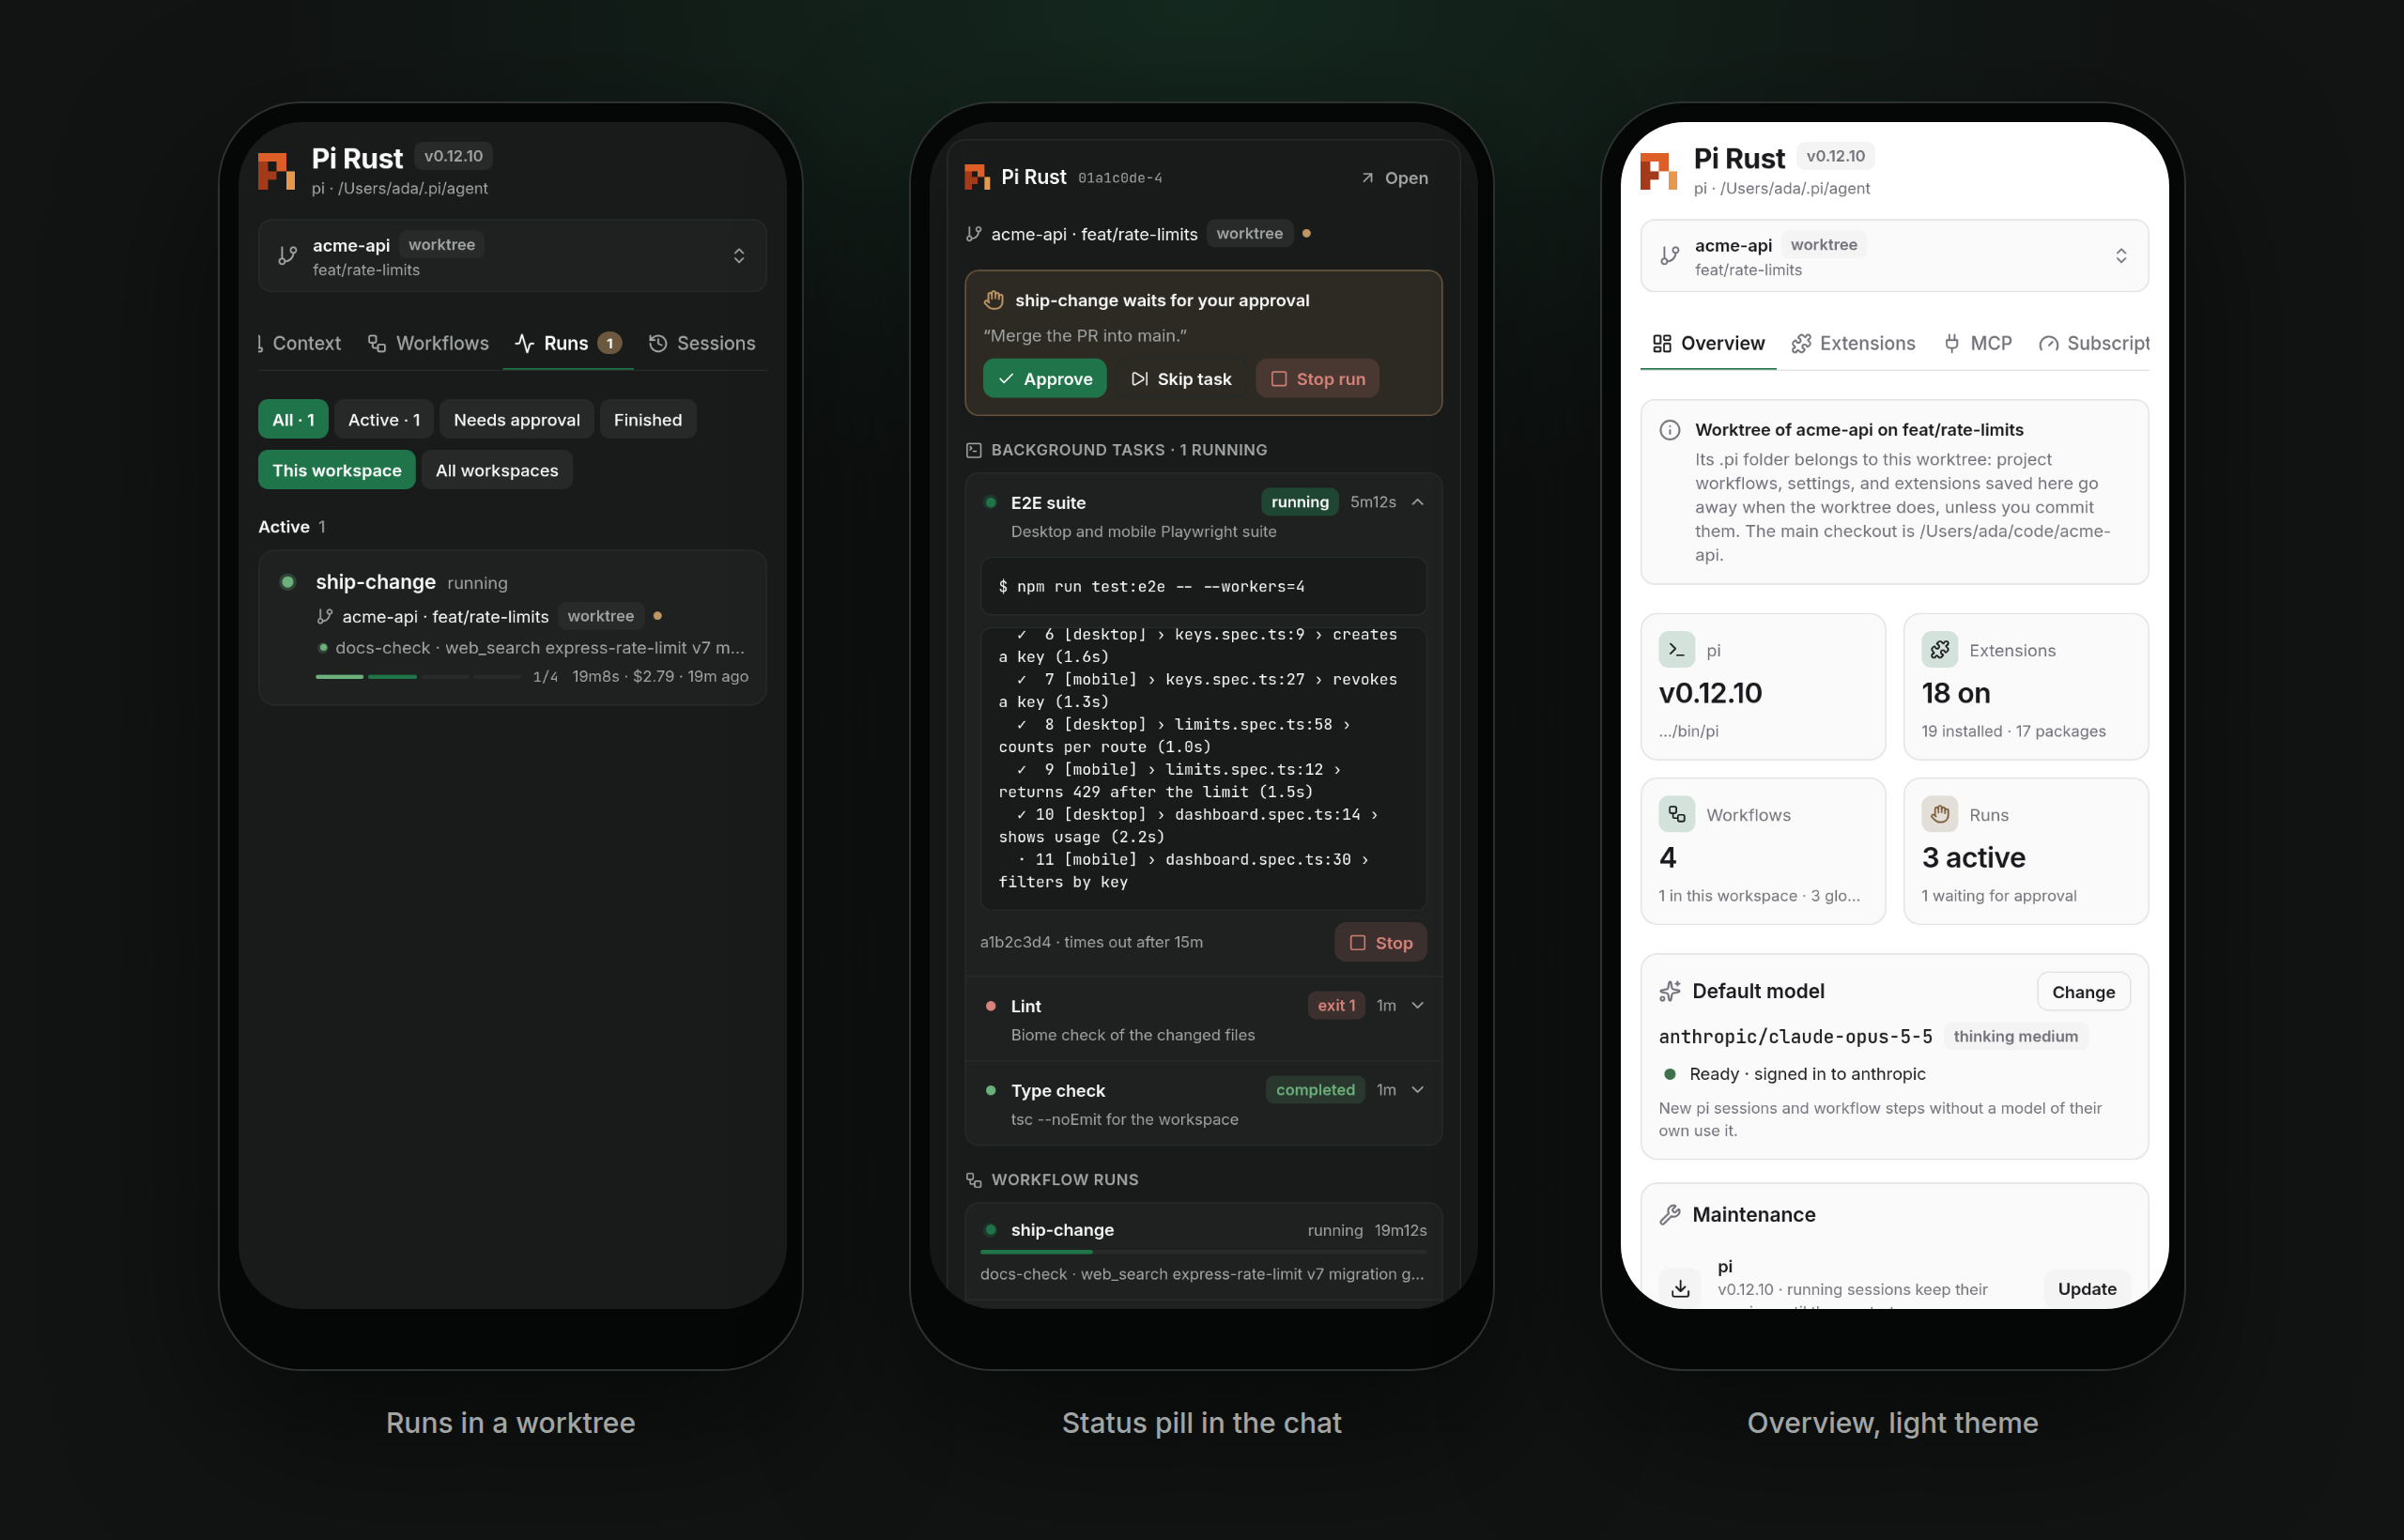 Pi Rust v0.12.10
pi · /Users/ada/.pi/agent
acme-api worktree
feat/rate-limits
Context Workflows Runs 1 Sessions
All · 1 Active · 1 Needs approval Finished
This workspace All workspaces
Active 1
ship-change running
acme-api · feat/rate-limits worktree
docs-check · web_search express-rate-limit v7 m...
1/4 19m8s · $2.79 · 19m ago
Runs in a worktree
Pi Rust 01a1c0de-4 Open
acme-api · feat/rate-limits worktree
ship-change waits for your approval
“Merge the PR into main.”
Approve Skip task Stop run
BACKGROUND TASKS · 1 RUNNING
E2E suite running 5m12s
Desktop and mobile Playwright suite
$ npm run test:e2e -- --workers=4
✓ 6 [desktop] › keys.spec.ts:9 › creates
a key (1.6s)
✓ 7 [mobile] › keys.spec.ts:27 › revokes
a key (1.3s)
✓ 8 [desktop] › limits.spec.ts:58 ›
counts per route (1.0s)
✓ 9 [mobile] › limits.spec.ts:12 ›
returns 429 after the limit (1.5s)
✓ 10 [desktop] › dashboard.spec.ts:14 ›
shows usage (2.2s)
· 11 [mobile] › dashboard.spec.ts:30 ›
filters by key
a1b2c3d4 · times out after 15m Stop
Lint exit 1 1m
Biome check of the changed files
Type check completed 1m
tsc --noEmit for the workspace
WORKFLOW RUNS
ship-change running 19m12s
docs-check · web_search express-rate-limit v7 migration g...
Status pill in the chat
Pi Rust v0.12.10
pi · /Users/ada/.pi/agent
acme-api worktree
feat/rate-limits
Overview Extensions MCP Subscript
Worktree of acme-api on feat/rate-limits
Its .pi folder belongs to this worktree: project
workflows, settings, and extensions saved here go
away when the worktree does, unless you commit
them. The main checkout is /Users/ada/code/acme-
api.
pi
v0.12.10
.../bin/pi
Extensions
18 on
19 installed · 17 packages
Workflows
4
1 in this workspace · 3 glo...
Runs
3 active
1 waiting for approval
Default model Change
anthropic/claude-opus-5-5 thinking medium
Ready · signed in to anthropic
New pi sessions and workflow steps without a model of their
own use it.
Maintenance
pi
v0.12.10 · running sessions keep their
Update
Overview, light theme